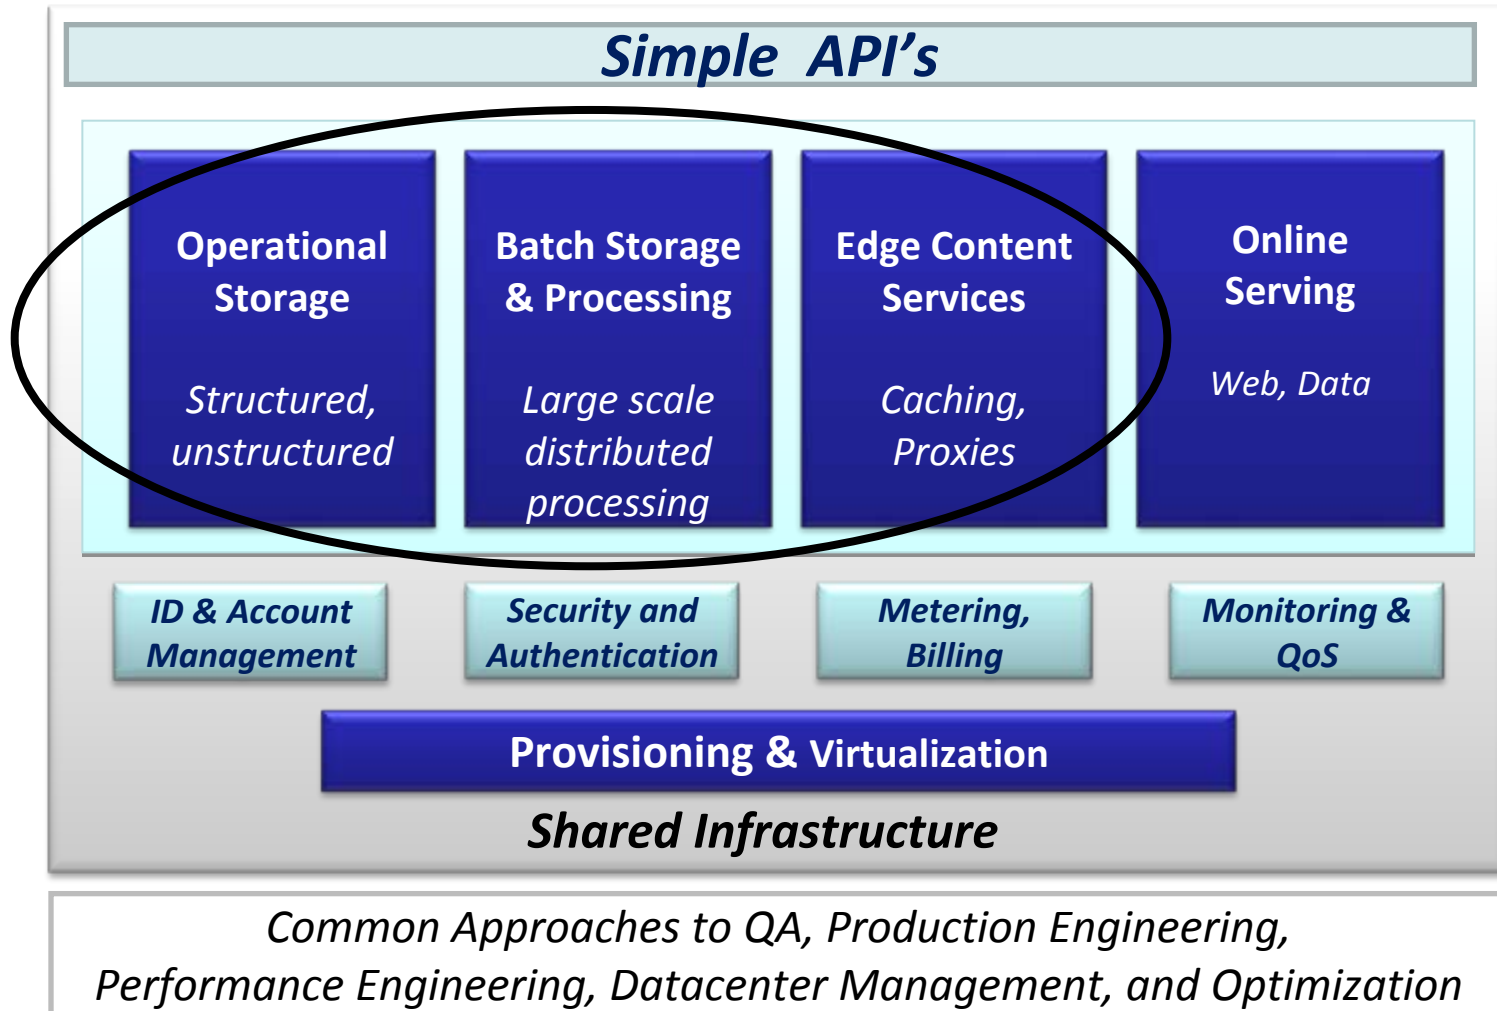 Simple API's
Operational
Storage
Structured,
unstructured
Batch Storage
& Processing
Large scale
distributed
processing
Edge Content
Services
Caching,
Proxies
Online
Serving
Web, Data
ID & Account
Management
Security and
Authentication
Metering,
Billing
Monitoring &
QoS
Provisioning & Virtualization
Shared Infrastructure
Common Approaches to QA, Production Engineering,
Performance Engineering, Datacenter Management, and Optimization